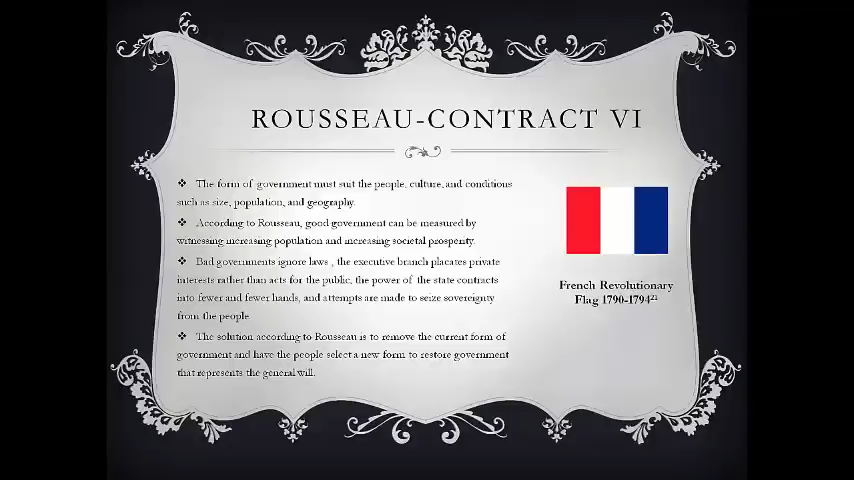 ROUSSEAU-CONTRACT VI
❖ The form of government must suit the people, culture, and conditions
such as size, population, and geography.
❖ According to Rousseau, good government can be measured by
witnessing increasing population and increasing societal prosperity.
❖ Bad governments ignore laws , the executive branch placates private
interests rather than acts for the public, the power of the state contracts
into fewer and fewer hands, and attempts are made to seize sovereignty
from the people.
❖ The solution according to Rousseau is to remove the current form of
government and have the people select a new form to restore government
that represents the general will.
French Revolutionary
Flag 1790-1794²¹